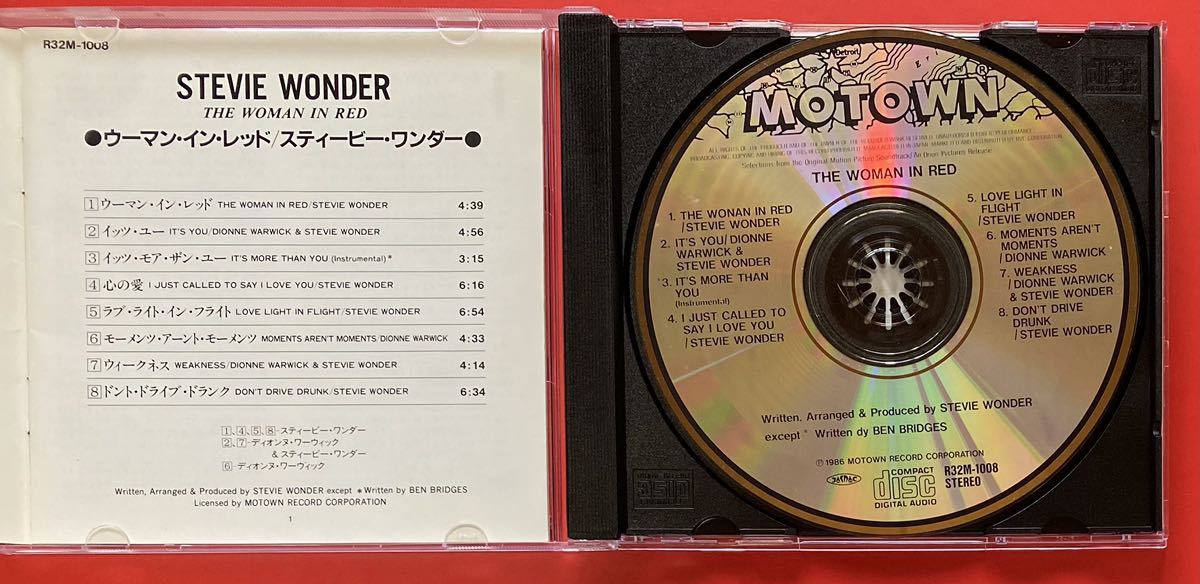 R32M-1008
STEVIE WONDER
THE WOMAN IN RED
●ウーマン・イン・レッド/スティービー・ワンダー●
1 ウーマン・イン・レッド THE WOMAN IN RED/STEVIE WONDER 4:39
2 イッツ・ユー IT'S YOU/DIONNE WARWICK & STEVIE WONDER 4:56
3 イッツ・モア・ザン・ユー IT'S MORE THAN YOU (Instrumental)* 3:15
4 心の愛 I JUST CALLED TO SAY I LOVE YOU/STEVIE WONDER 6:16
5 ラブ・ライト・イン・フライト LOVE LIGHT IN FLIGHT/STEVIE WONDER 6:54
6 モーメンツ・アーント・モーメンツ MOMENTS AREN'T MOMENTS/DIONNE WARWICK 4:33
7 ウィークネス WEAKNESS/DIONNE WARWICK & STEVIE WONDER 4:14
8 ドント・ドライブ・ドランク DON'T DRIVE DRUNK/STEVIE WONDER 6:34
1、4、5、8-スティービー・ワンダー
2、7-ディオンヌ・ワーウィック
& スティービー・ワンダー
6-ディオンヌ・ワーウィック
Written, Arranged & Produced by STEVIE WONDER except *Written by BEN BRIDGES
Licensed by MOTOWN RECORD CORPORATION
1
Detroit
MOTOWN®
Selections from the Original Motion Picture Soundtrack/An Orion Pictures Release
THE WOMAN IN RED
1. THE WONAN IN RED
/STEVIE WONDER
2. IT'S YOU/DIONNE
WARWICK &
STEVIE WONDER
*3. IT'S MORE THAN
YOU
(Instrumental)
4. I JUST CALLED TO
SAY I LOVE YOU
/STEVIE WONDER
5. LOVE LIGHT IN
FLIGHT
/STEVIE WONDER
6. MOMENTS AREN'T
MOMENTS
/DIONNE WARWICK
7. WEAKNESS
/DIONNE WARWICK
& STEVIE WONDER
8. DON'T DRIVE
DRUNK
/STEVIE WONDER
Written, Arranged & Produced by STEVIE WONDER
except * Written dy BEN BRIDGES
℗ 1986 MOTOWN RECORD CORPORATION
COMPACT
disc
DIGITAL AUDIO
R32M-1008
STEREO